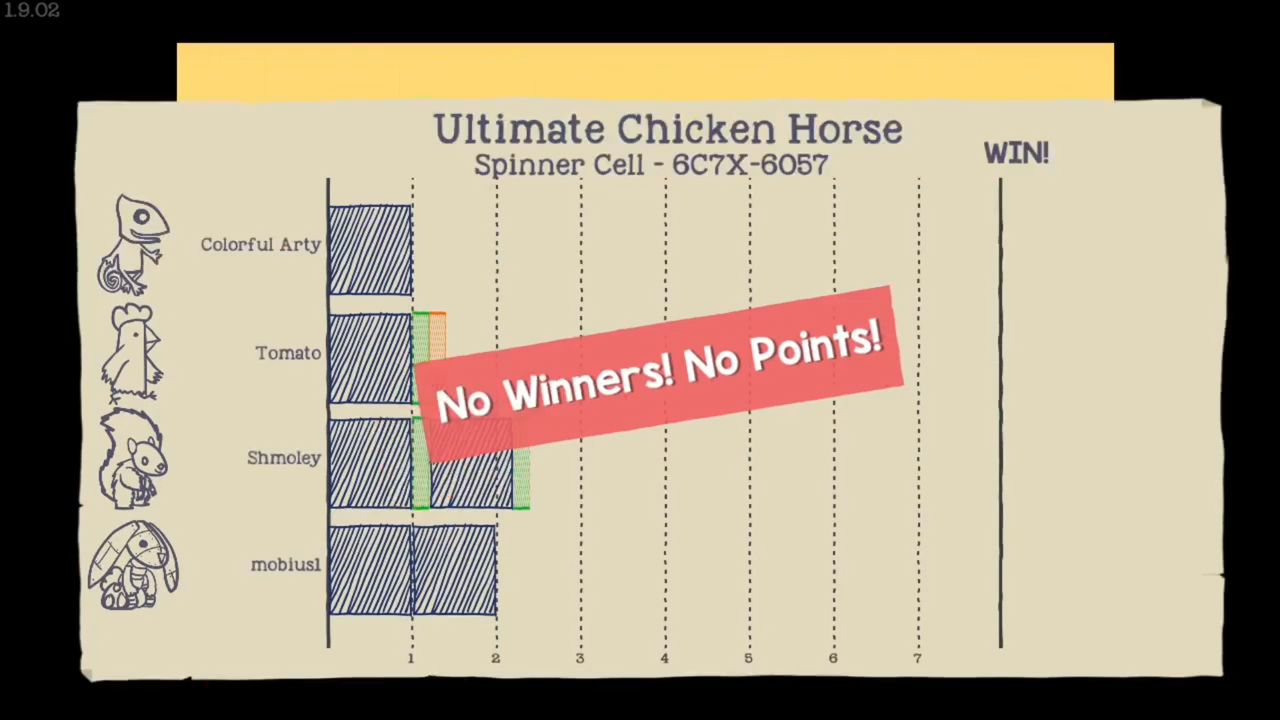 1.9.02
Ultimate Chicken Horse
Spinner Cell - 6C7X-6057
WIN!
Colorful Arty
Tomato
No Winners! No Points!
Shmoley
mobius1
1 2 3 4 5 6 7